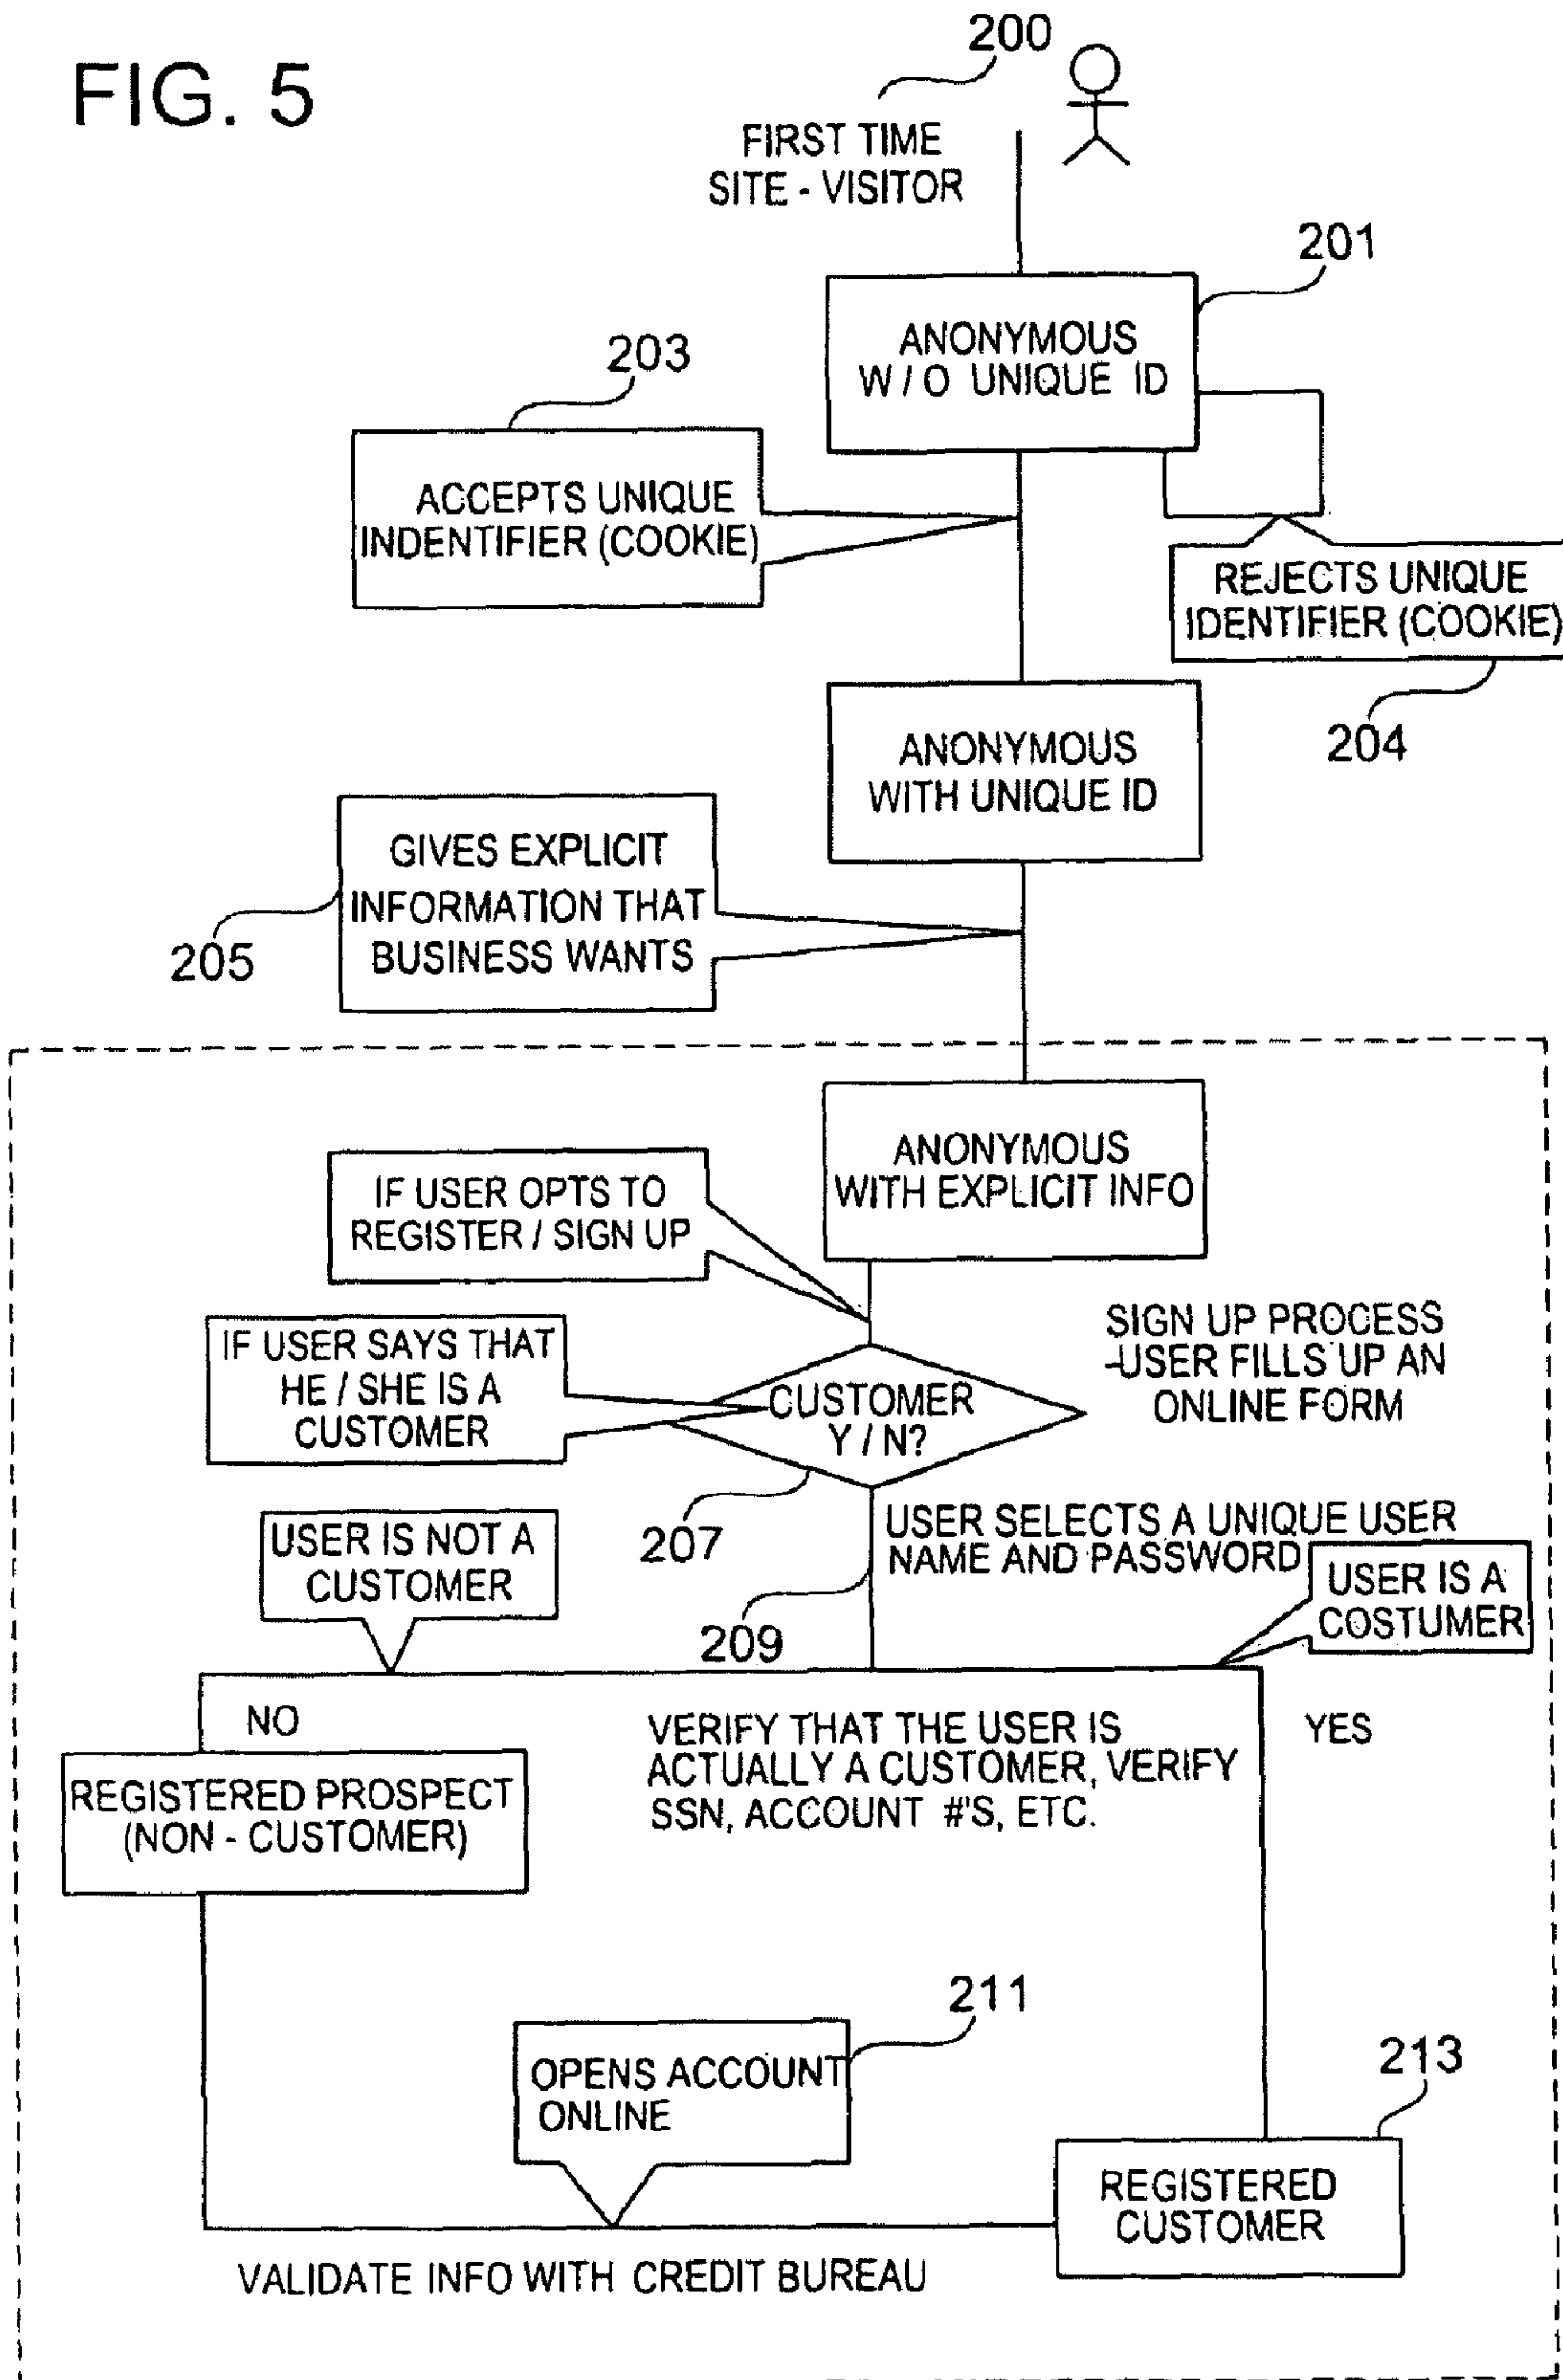 FIG. 5
200
FIRST TIME
SITE - VISITOR
201
ANONYMOUS
W / O UNIQUE ID
203
ACCEPTS UNIQUE
INDENTIFIER (COOKIE)
REJECTS UNIQUE
IDENTIFIER (COOKIE)
204
ANONYMOUS
WITH UNIQUE ID
GIVES EXPLICIT
INFORMATION THAT
BUSINESS WANTS
205
ANONYMOUS
WITH EXPLICIT INFO
IF USER OPTS TO
REGISTER / SIGN UP
SIGN UP PROCESS
-USER FILLS UP AN
ONLINE FORM
IF USER SAYS THAT
HE / SHE IS A
CUSTOMER
CUSTOMER
Y / N?
207
USER SELECTS A UNIQUE USER
NAME AND PASSWORD
209
USER IS NOT A
CUSTOMER
USER IS A
COSTUMER
NO
VERIFY THAT THE USER IS
ACTUALLY A CUSTOMER, VERIFY
SSN, ACCOUNT #'S, ETC.
YES
REGISTERED PROSPECT
(NON - CUSTOMER)
211
OPENS ACCOUNT
ONLINE
213
REGISTERED
CUSTOMER
VALIDATE INFO WITH CREDIT BUREAU